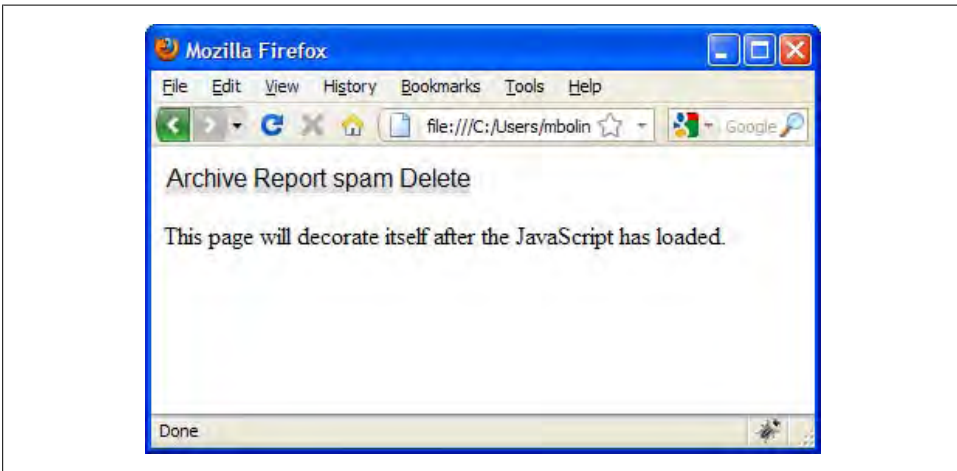 Mozilla Firefox
File Edit View History Bookmarks Tools Help
file:///C:/Users/mbolin
Google
Archive Report spam Delete
This page will decorate itself after the JavaScript has loaded.
Done